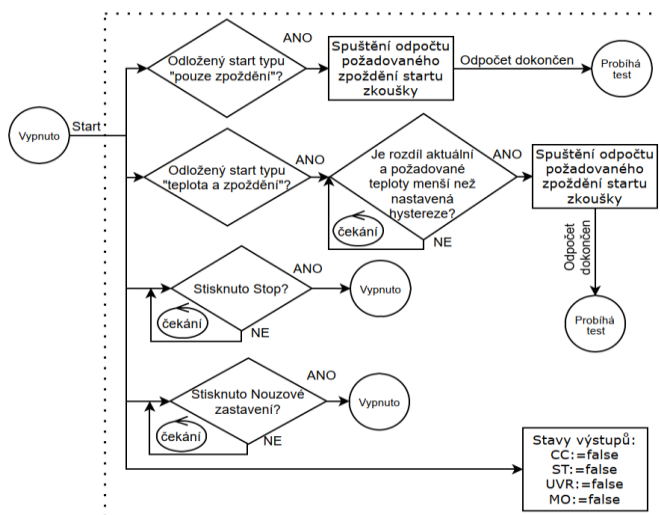 ANO
Odložený start typu
"pouze zpoždění"?
Spuštění odpočtu
požadovaného
zpoždění startu
zkoušky
Odpočet dokončen
Probíhá
test
Vypnuto
Start
Odložený start typu
"teplota a zpoždění"?
ANO
Je rozdíl aktuální
a požadované
teploty menší než
nastavená
hystereze?
ANO
čekání
NE
Spuštění odpočtu
požadovaného
zpoždění startu
zkoušky
Odpočet
dokončen
Probíhá
test
Stisknuto Stop?
ANO
Vypnuto
čekání
NE
Stisknuto Nouzové
zastavení?
ANO
Vypnuto
čekání
NE
Stavy výstupů:
CC:=false
ST:=false
UVR:=false
MO:=false